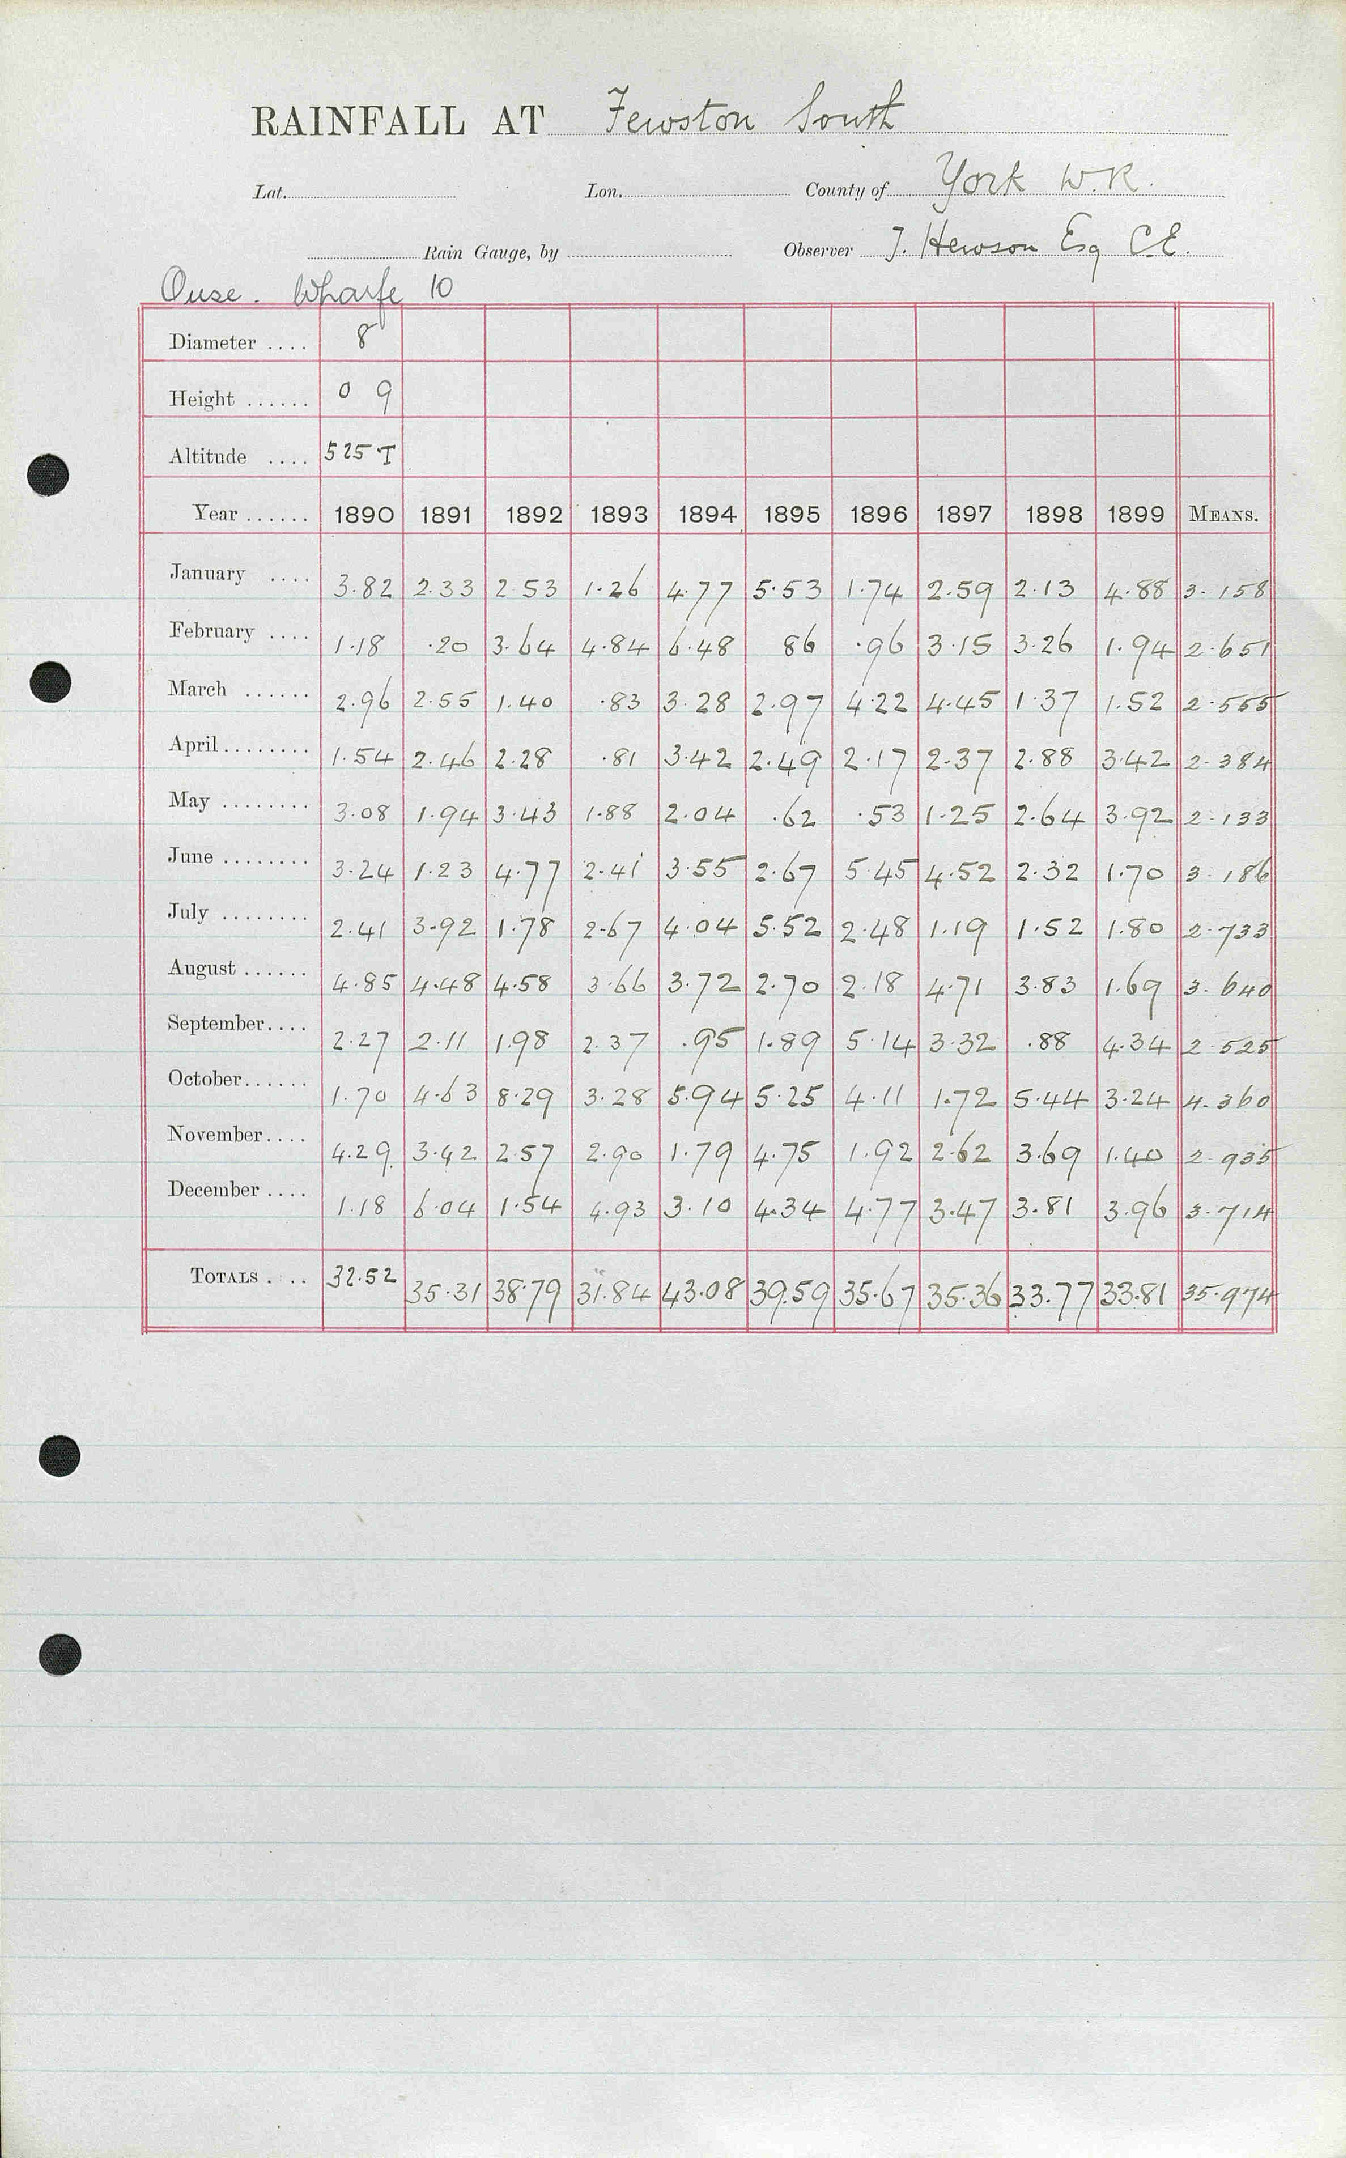 RAINFALL AT Fewston South
Lat. Lon. County of York W.R.
Rain Gauge, by Observer J. Hewson Esq C.E.
Ouse. Wharfe 10
Diameter .... 8
Height ...... 0 9
Altitude .... 525 T
Year ...... 1890 1891 1892 1893 1894 1895 1896 1897 1898 1899 MEANS.
January .... 3.82 2.33 2.53 1.26 4.77 5.53 1.74 2.59 2.13 4.88 3.158
February .... 1.18 .20 3.64 4.84 6.48 86 .96 3.15 3.26 1.94 2.651
March ...... 2.96 2.55 1.40 .83 3.28 2.97 4.22 4.45 1.37 1.52 2.555
April........ 1.54 2.46 2.28 .81 3.42 2.49 2.17 2.37 2.88 3.42 2.384
May ........ 3.08 1.94 3.43 1.88 2.04 .62 .53 1.25 2.64 3.92 2.133
June ........ 3.24 1.23 4.77 2.41 3.55 2.67 5.45 4.52 2.32 1.70 3.186
July ........ 2.41 3.92 1.78 2.67 4.04 5.52 2.48 1.19 1.52 1.80 2.733
August ...... 4.85 4.48 4.58 3.66 3.72 2.70 2.18 4.71 3.83 1.69 3.640
September.... 2.27 2.11 1.98 2.37 .95 1.89 5.14 3.32 .88 4.34 2.525
October...... 1.70 4.63 8.29 3.28 5.94 5.25 4.11 1.72 5.44 3.24 4.360
November.... 4.29 3.42 2.57 2.90 1.79 4.75 1.92 2.62 3.69 1.40 2.935
December .... 1.18 6.04 1.54 4.93 3.10 4.34 4.77 3.47 3.81 3.96 3.714
TOTALS .... 32.52 35.31 38.79 31.84 43.08 39.59 35.67 35.36 33.77 33.81 35.974